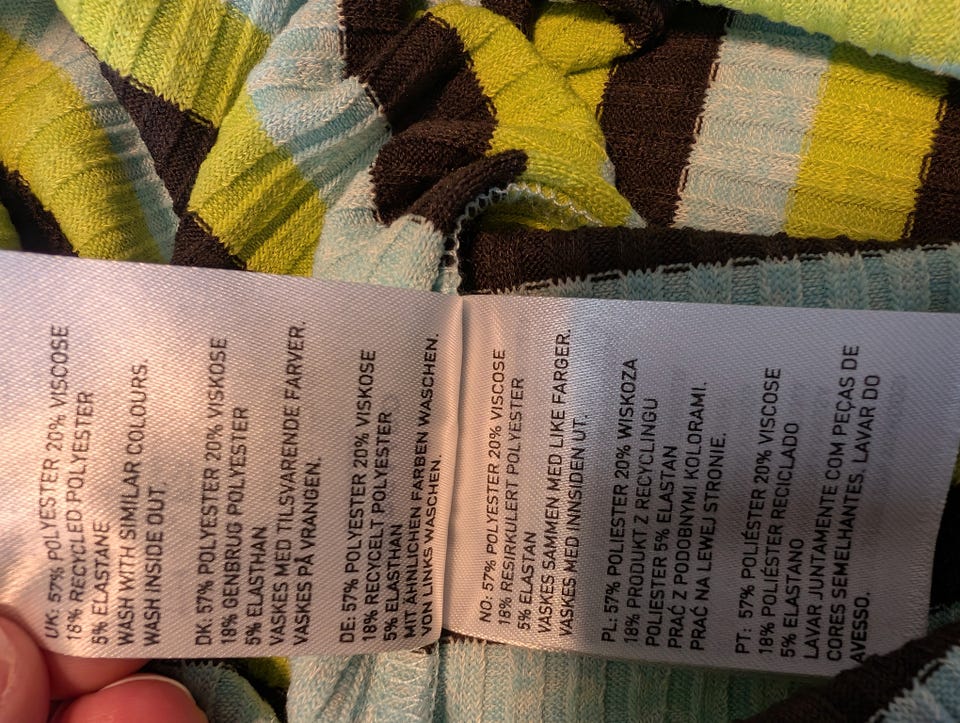 UK: 57% POLYESTER 20% VISCOSE
18% RECYCLED POLYESTER
5% ELASTANE
WASH WITH SIMILAR COLOURS.
WASH INSIDE OUT.
DK: 57% POLYESTER 20% VISCOSE
18% GENBRUG POLYESTER
5% ELASTHAN
VASKES MED TILSVARENDE FARVER.
VASKES PÅ VRANGEN.
DE: 57% POLYESTER 20% VISKOSE
18% RECYCELT POLYESTER
5% ELASTHAN
MIT ÄHNLICHEN FARBEN WASCHEN.
VON LINKS WASCHEN.
NO: 57% POLYESTER 20% VISCOSE
18% RESIRKULERT POLYESTER
5% ELASTAN
VASKES SAMMEN MED LIKE FARGER.
VASKES MED INNSIDEN UT.
PL: 57% POLIESTER 20% WISKOZA
18% PRODUKT Z RECYCLINGU
POLIESTER 5% ELASTAN
PRAĆ Z PODOBNYMI KOLORAMI.
PRAĆ NA LEWEJ STRONIE.
PT: 57% POLIÉSTER 20% VISCOSE
18% POLIÉSTER RECICLADO
5% ELASTANO
LAVAR JUNTAMENTE COM PEÇAS DE
CORES SEMELHANTES. LAVAR DO
AVESSO.